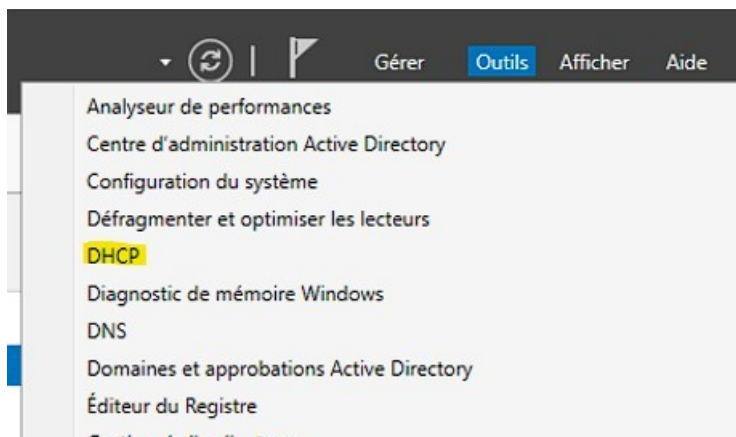 Gérer Outils Afficher Aide
Analyseur de performances
Centre d'administration Active Directory
Configuration du système
Défragmenter et optimiser les lecteurs
DHCP
Diagnostic de mémoire Windows
DNS
Domaines et approbations Active Directory
Éditeur du Registre